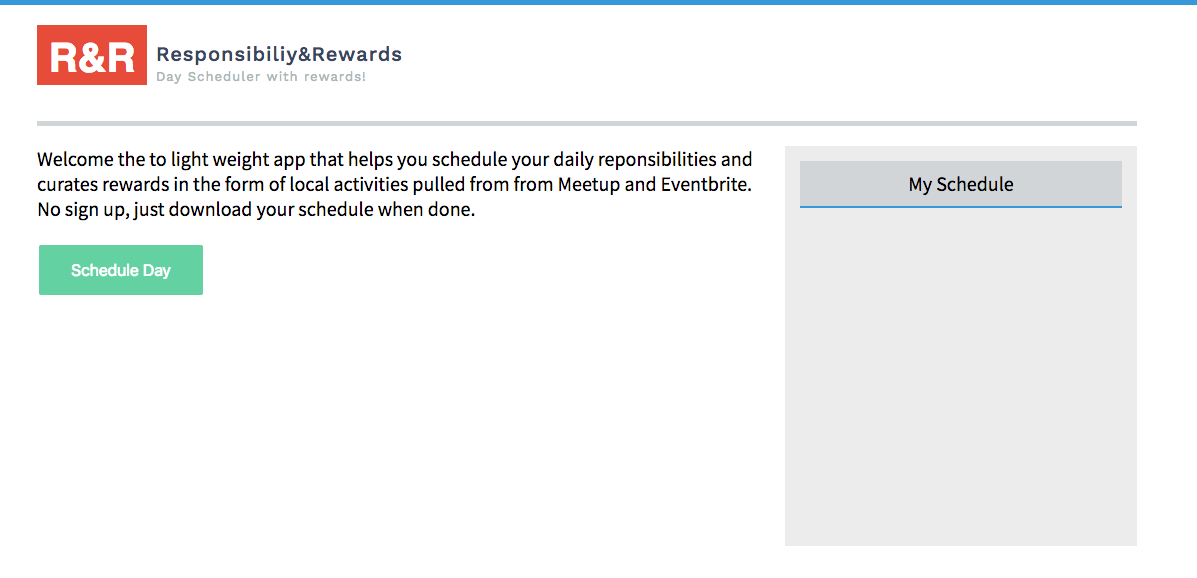 R&R
Responsibiliy&Rewards
Day Scheduler with rewards!
Welcome the to light weight app that helps you schedule your daily reponsibilities and
curates rewards in the form of local activities pulled from from Meetup and Eventbrite.
No sign up, just download your schedule when done.
Schedule Day
My Schedule